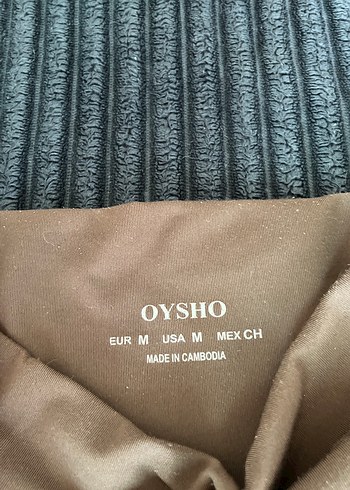 OYSHO
EUR M USA M MEX CH
MADE IN CAMBODIA